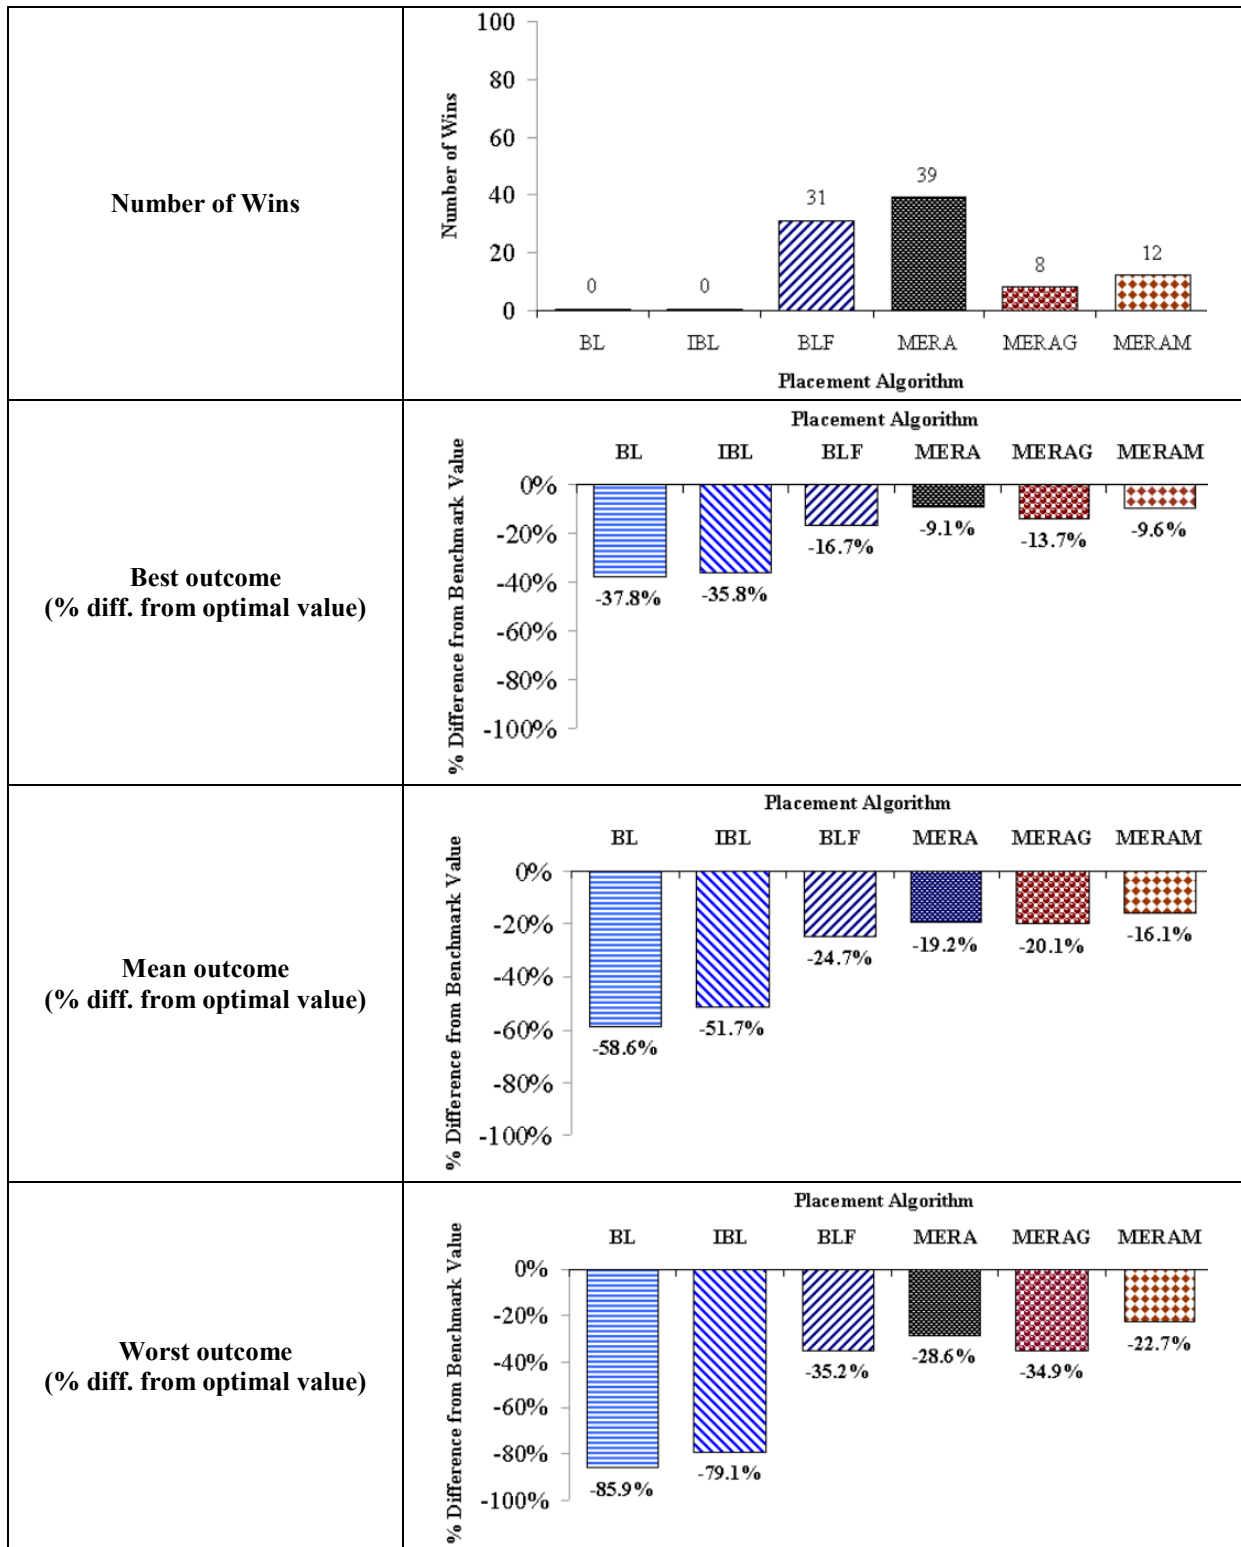 Number of Wins
Number of Wins
100
80
60
40
20
0
0
0
31
39
8
12
BL
IBL
BLF
MERA
MERAG
MERAM
Placement Algorithm
Best outcome
(% diff. from optimal value)
Placement Algorithm
BL
IBL
BLF
MERA
MERAG
MERAM
% Difference from Benchmark Value
0%
-20%
-40%
-60%
-80%
-100%
-37.8%
-35.8%
-16.7%
-9.1%
-13.7%
-9.6%
Mean outcome
(% diff. from optimal value)
Placement Algorithm
BL
IBL
BLF
MERA
MERAG
MERAM
% Difference from Benchmark Value
0%
-20%
-40%
-60%
-80%
-100%
-58.6%
-51.7%
-24.7%
-19.2%
-20.1%
-16.1%
Worst outcome
(% diff. from optimal value)
Placement Algorithm
BL
IBL
BLF
MERA
MERAG
MERAM
% Difference from Benchmark Value
0%
-20%
-40%
-60%
-80%
-100%
-85.9%
-79.1%
-35.2%
-28.6%
-34.9%
-22.7%